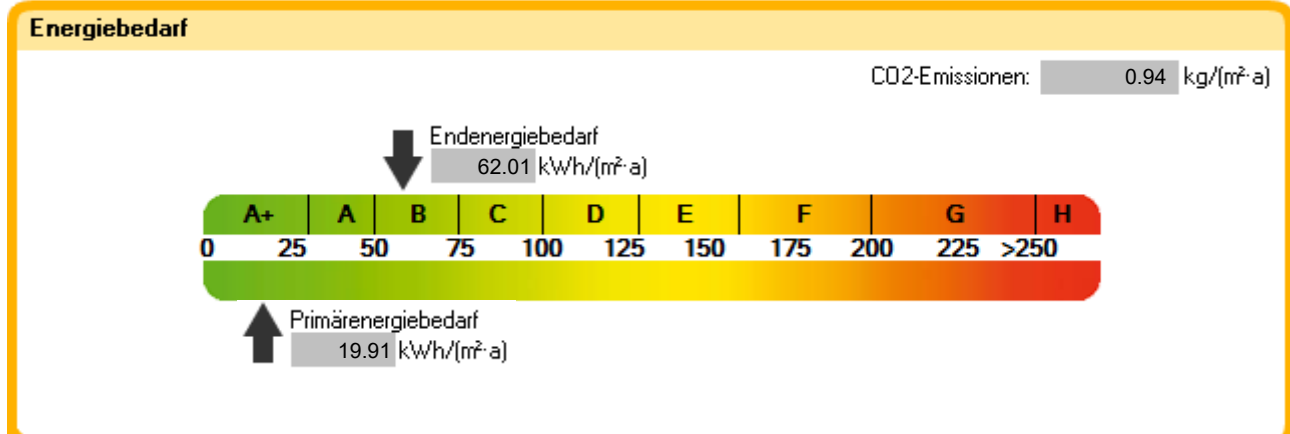 Energiebedarf
CO2-Emissionen: 0.94 kg/(m²·a)
Endenergiebedarf
62.01 kWh/(m²·a)
A+ A B C D E F G H
0 25 50 75 100 125 150 175 200 225 >250
Primärenergiebedarf
19.91 kWh/(m²·a)